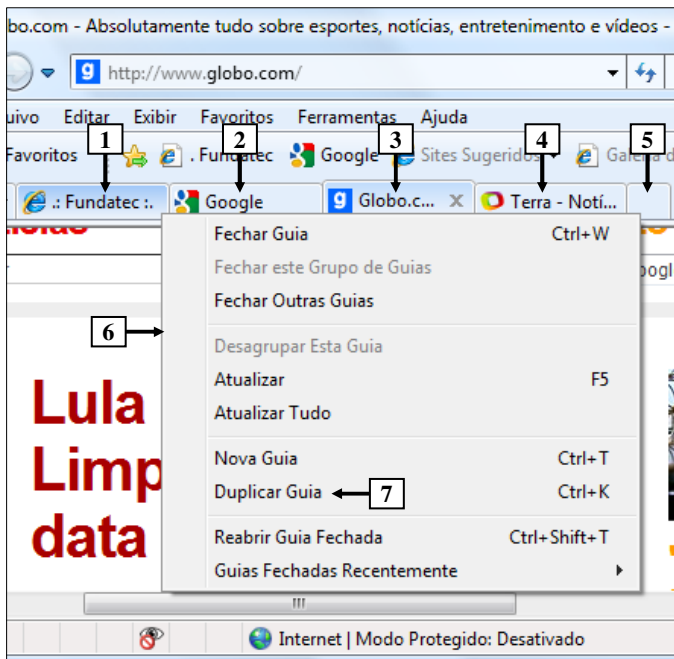 bo.com - Absolutamente tudo sobre esportes, notícias, entretenimento e vídeos -
g http://www.globo.com/
uivo Editar Exibir Favoritos Ferramentas Ajuda
1 2 3 4 5
Favoritos .Fundatec Google Sites Sugeridos Galeria d
.: Fundatec :. Google g Globo.c... x Terra - Notí...
Fechar Guia Ctrl+W
Fechar este Grupo de Guias
oogl
Fechar Outras Guias
6
Desagrupar Esta Guia
Atualizar F5
Atualizar Tudo
Lula
Limp
data
Nova Guia Ctrl+T
Duplicar Guia 7 Ctrl+K
Reabrir Guia Fechada Ctrl+Shift+T
Guias Fechadas Recentemente
Internet | Modo Protegido: Desativado